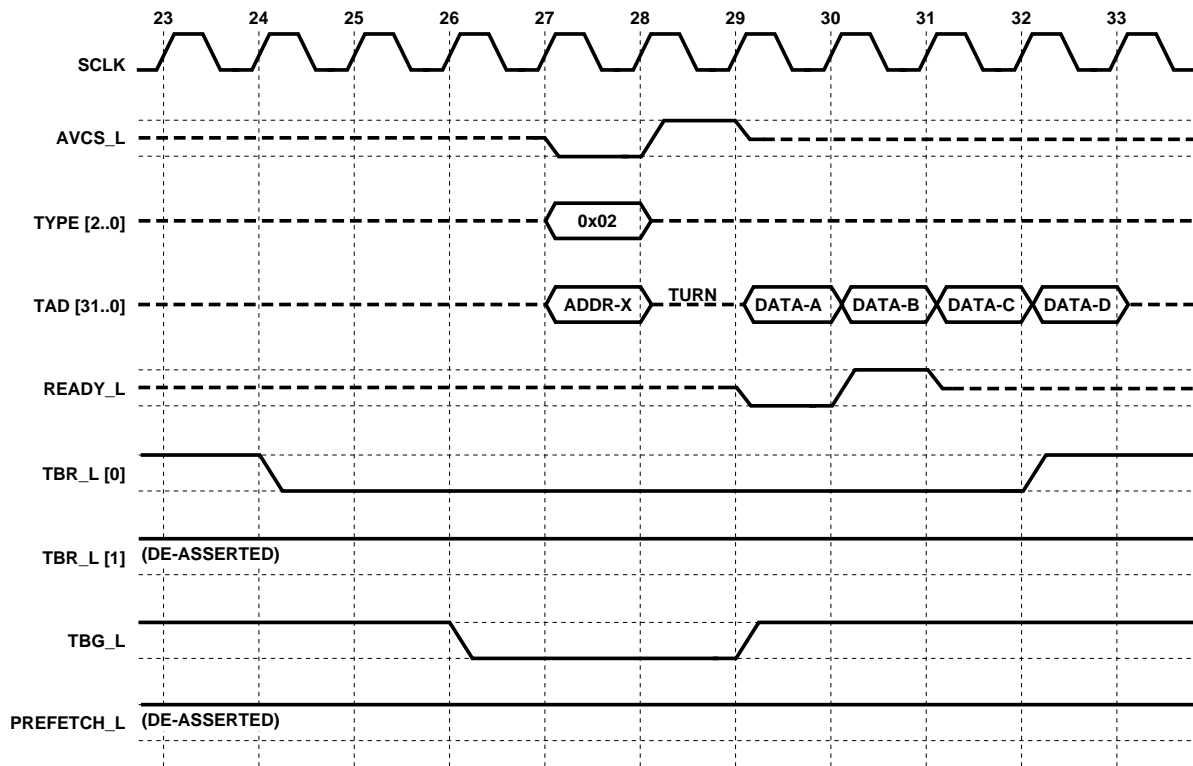 23 24 25 26 27 28 29 30 31 32 33
SCLK
AVCS_L
TYPE [2..0] 0x02
TAD [31..0] ADDR-X TURN DATA-A DATA-B DATA-C DATA-D
READY_L
TBR_L [0]
TBR_L [1] (DE-ASSERTED)
TBG_L
PREFETCH_L (DE-ASSERTED)